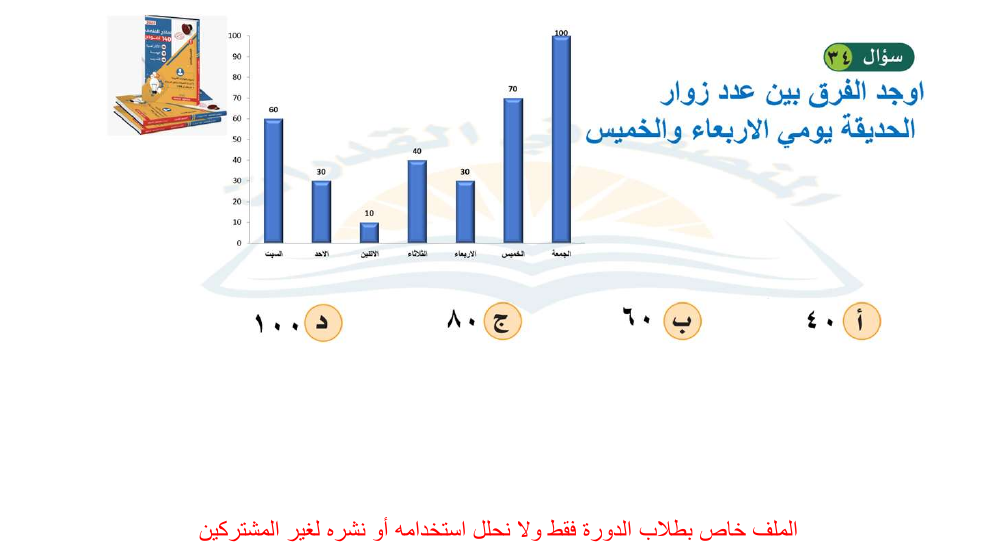 سؤال ٣٤
اوجد الفرق بين عدد زوار
الحديقة يومي الاربعاء والخميس
100
90
80
70
60
50
40
30
20
10
0
60
30
10
40
30
70
100
السبت
الاحد
الاثنين
الثلاثاء
الاربعاء
الخميس
الجمعة
أ ٤٠
ب ٦٠
ج ٨٠
د ١٠٠
الملف خاص بطلاب الدورة فقط ولا نحلل استخدامه أو نشره لغير المشتركين